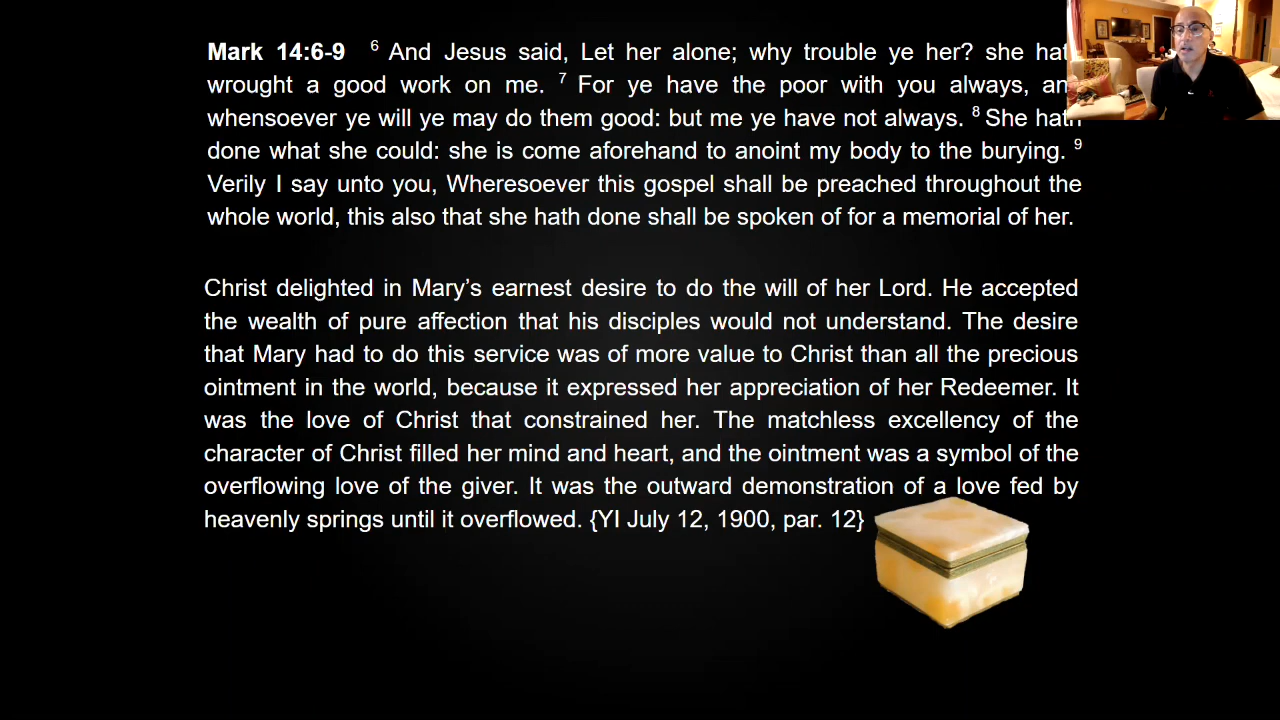 Mark 14:6-9 6 And Jesus said, Let her alone; why trouble ye her? she hat
wrought a good work on me. 7 For ye have the poor with you always, an
whensoever ye will ye may do them good: but me ye have not always. 8 She hath
done what she could: she is come aforehand to anoint my body to the burying. 9
Verily I say unto you, Wheresoever this gospel shall be preached throughout the
whole world, this also that she hath done shall be spoken of for a memorial of her.
Christ delighted in Mary’s earnest desire to do the will of her Lord. He accepted
the wealth of pure affection that his disciples would not understand. The desire
that Mary had to do this service was of more value to Christ than all the precious
ointment in the world, because it expressed her appreciation of her Redeemer. It
was the love of Christ that constrained her. The matchless excellency of the
character of Christ filled her mind and heart, and the ointment was a symbol of the
overflowing love of the giver. It was the outward demonstration of a love fed by
heavenly springs until it overflowed. {YI July 12, 1900, par. 12}